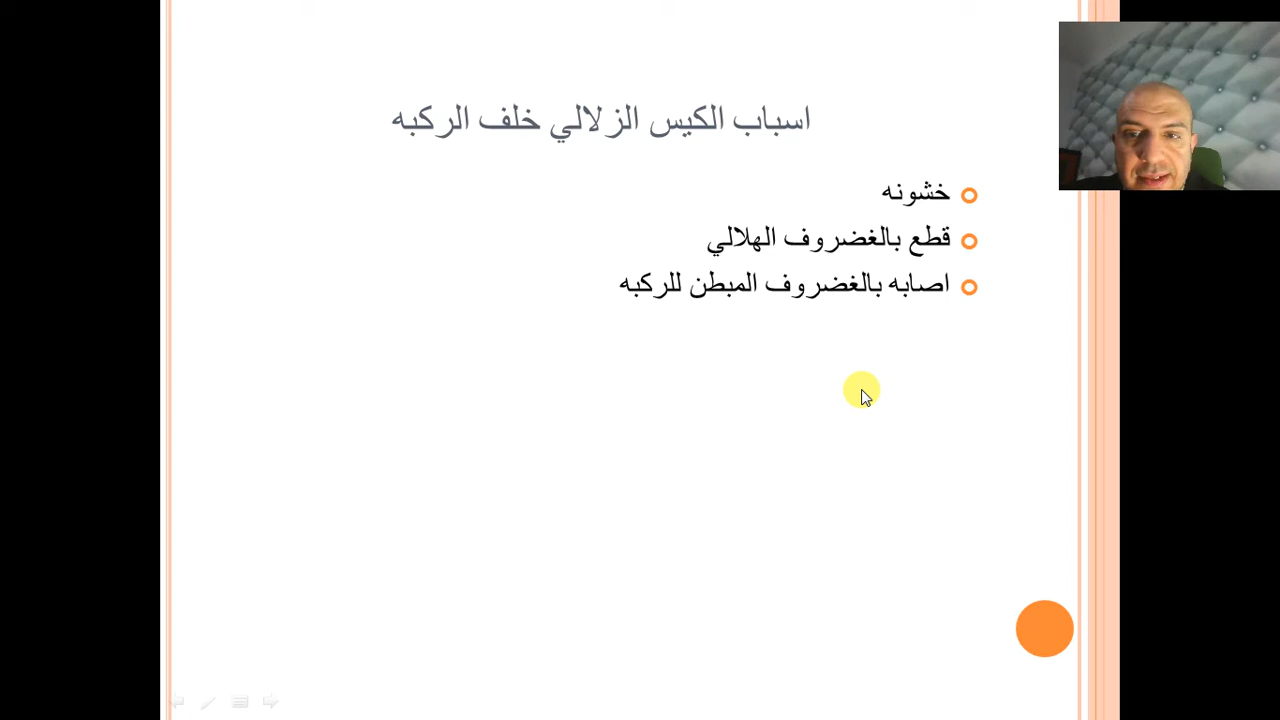 اسباب الكيس الزلالي خلف الركبه
خشونه
قطع بالغضروف الهلالي
اصابه بالغضروف المبطن للركبه